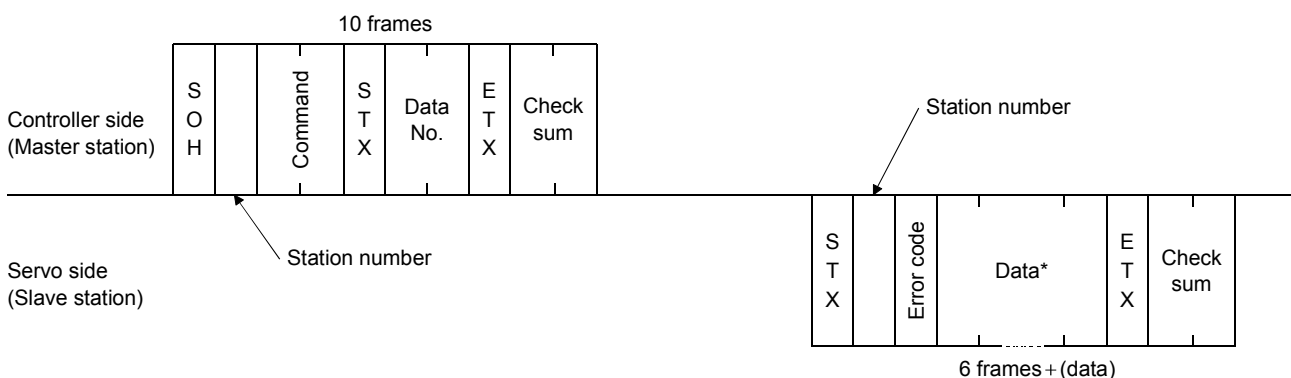 10 frames
Controller side
(Master station)
S
O
H
Command
S
T
X
Data
No.
E
T
X
Check
sum
Station number
Station number
Servo side
(Slave station)
S
T
X
Error code
Data*
E
T
X
Check
sum
6 frames+(data)